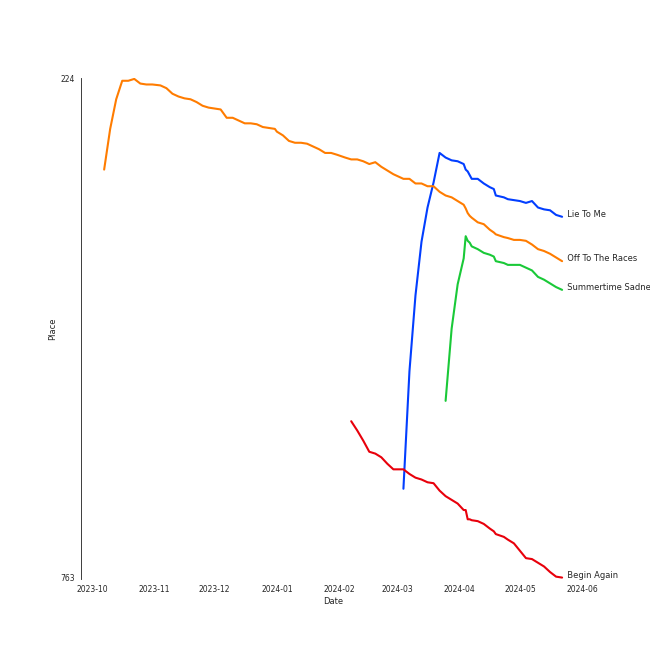 224
Lie To Me
Off To The Races
Summertime Sadne
Place
Begin Again
763
2023-10 2023-11 2023-12 2024-01 2024-02 2024-03 2024-04 2024-05 2024-06
Date